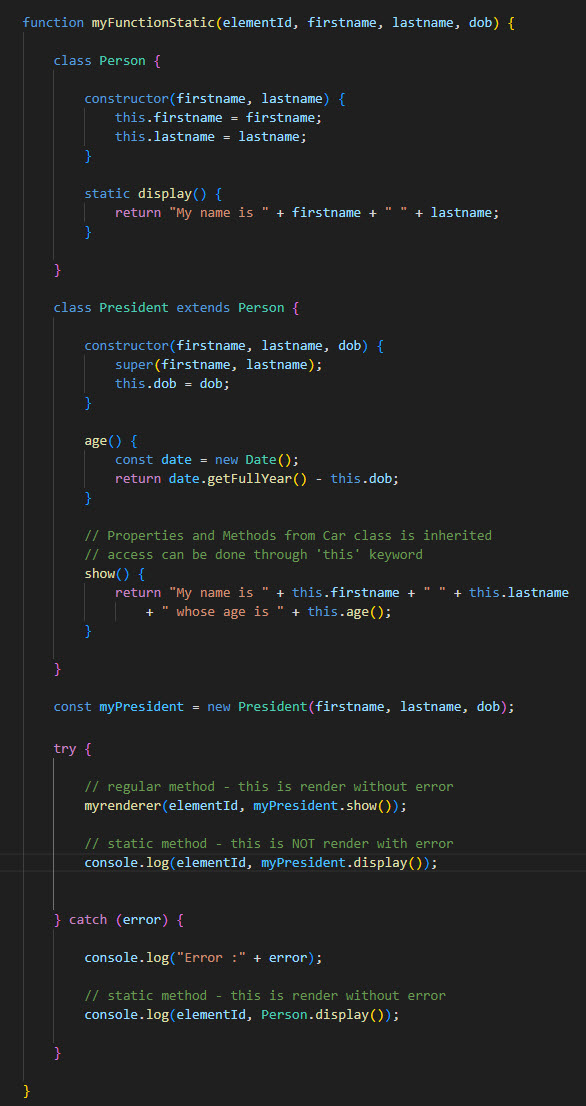 function myFunctionStatic(elementId, firstname, lastname, dob) {
class Person {
constructor(firstname, lastname) {
this.firstname = firstname;
this.lastname = lastname;
}
static display() {
return "My name is " + firstname + " " + lastname;
}
}
class President extends Person {
constructor(firstname, lastname, dob) {
super(firstname, lastname);
this.dob = dob;
}
age() {
const date = new Date();
return date.getFullYear() - this.dob;
}
// Properties and Methods from Car class is inherited
// access can be done through 'this' keyword
show() {
return "My name is " + this.firstname + " " + this.lastname
+ " whose age is " + this.age();
}
}
const myPresident = new President(firstname, lastname, dob);
try {
// regular method - this is render without error
myrenderer(elementId, myPresident.show());
// static method - this is NOT render with error
console.log(elementId, myPresident.display());
} catch (error) {
console.log("Error :" + error);
// static method - this is render without error
console.log(elementId, Person.display());
}
}